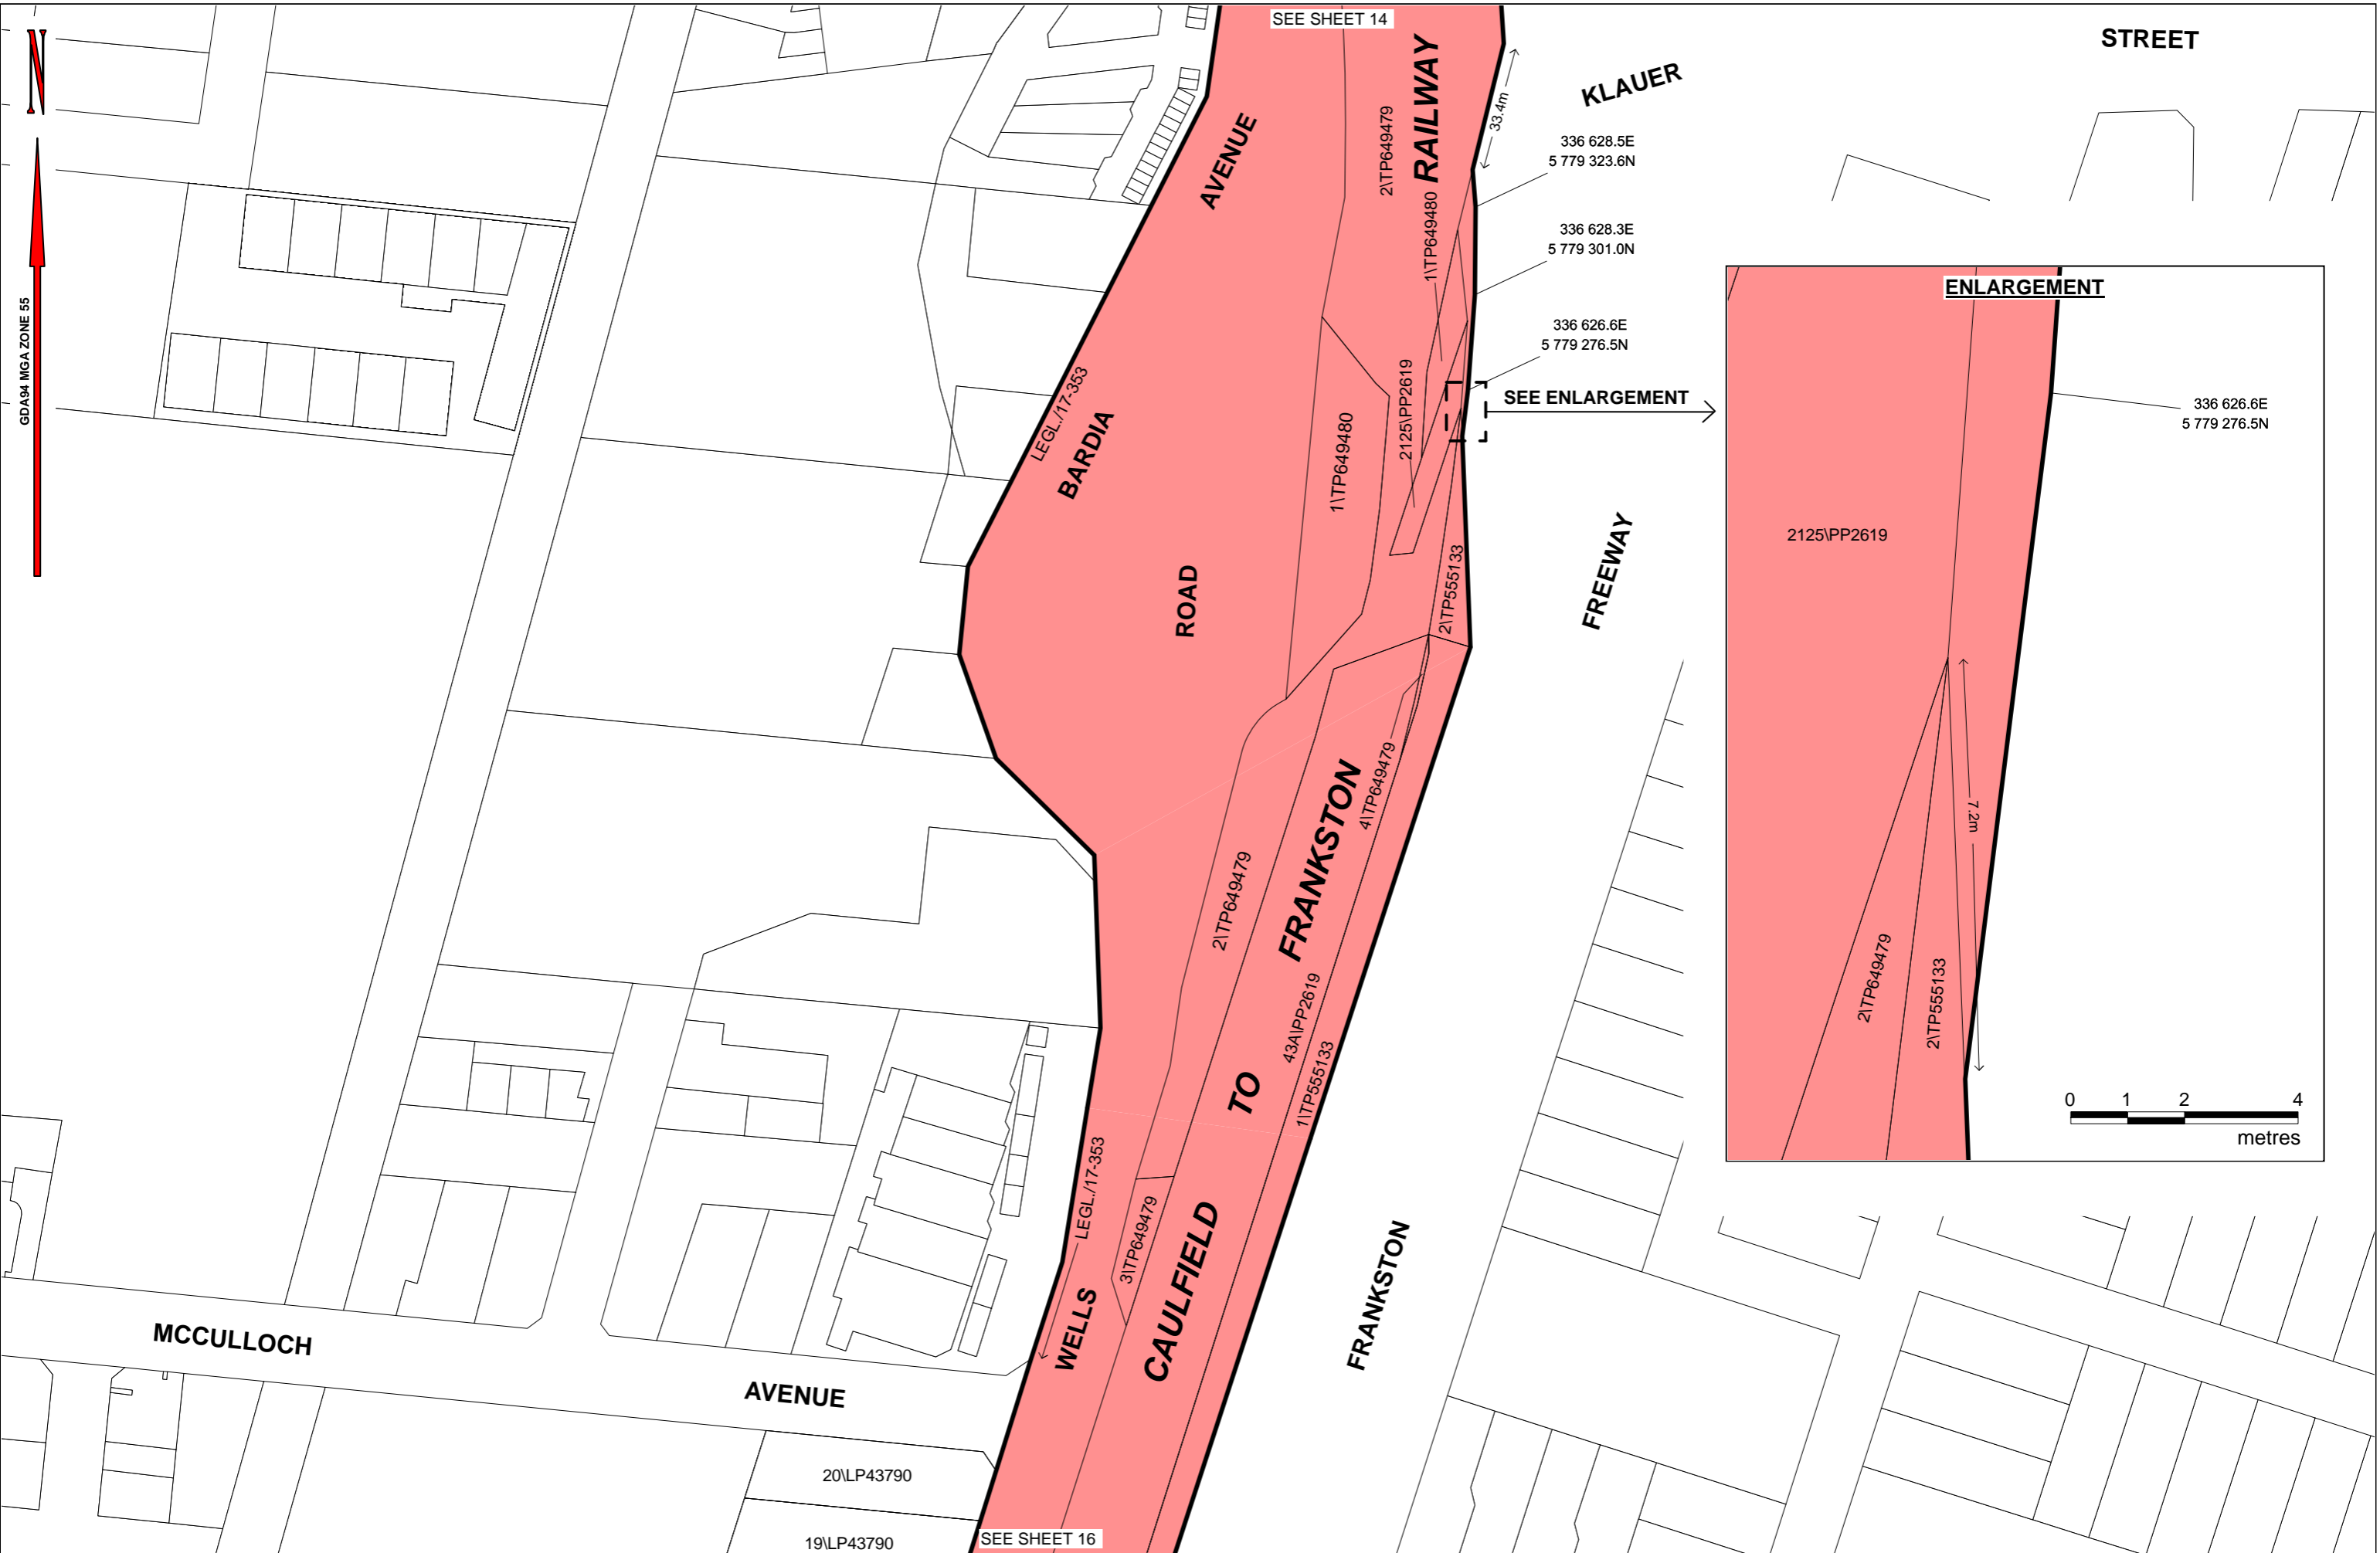 SEE SHEET 14
STREET
N
KLAUER
RAILWAY
33.4m
AVENUE
2\TP649479
336 628.5E
5 779 323.6N
1\TP649480
336 628.3E
5 779 301.0N
GDA94 MGA ZONE 55
ENLARGEMENT
336 626.6E
5 779 276.5N
SEE ENLARGEMENT
336 626.6E
5 779 276.5N
LEGL./17-353
BARDIA
1\TP649480
2125\PP2619
2125\PP2619
ROAD
2\TP555133
FREEWAY
FRANKSTON
4\TP649479
7.2m
2\TP649479
2\TP649479
2\TP555133
43A\PP2619
1\TP555133
TO
0 1 2 4
metres
LEGL./17-353
3\TP649479
CAULFIELD
WELLS
FRANKSTON
MCCULLOCH
AVENUE
20\LP43790
19\LP43790
SEE SHEET 16